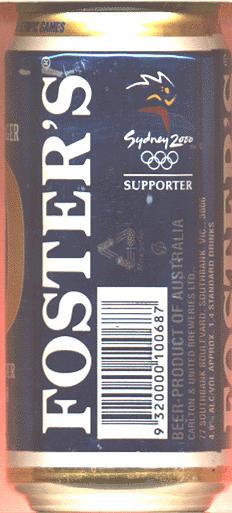 OLYMPIC GAMES
FOSTER'S
®
Sydney 2000
SUPPORTER
9 320000 100687
BEER-PRODUCT OF AUSTRALIA
CARLTON & UNITED BREWERIES LTD.
77 SOUTHBANK BOULEVARD, SOUTHBANK, VIC., 3006
4.9% ALC/VOL APPROX. 1.4 STANDARD DRINKS